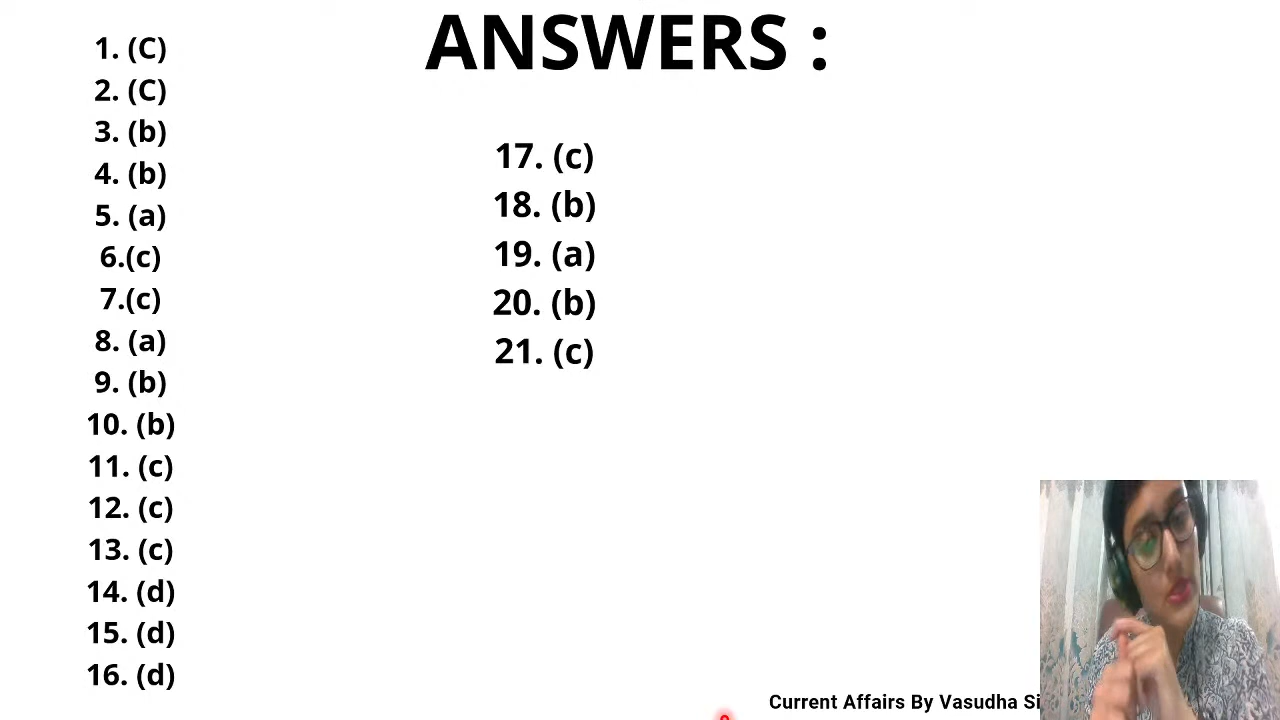 ANSWERS :
1. (C)
2. (C)
3. (b)
4. (b)
5. (a)
6.(c)
7.(c)
8. (a)
9. (b)
10. (b)
11. (c)
12. (c)
13. (c)
14. (d)
15. (d)
16. (d)
17. (c)
18. (b)
19. (a)
20. (b)
21. (c)
Current Affairs By Vasudha Si